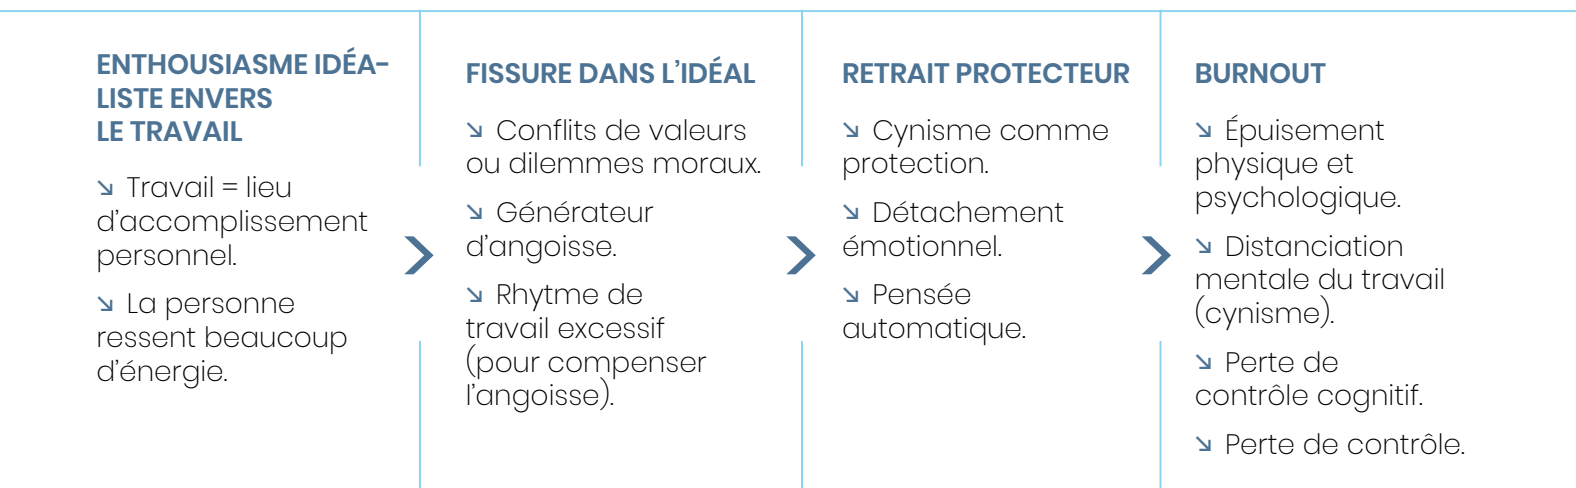 ENTHOUSIASME IDÉA-
LISTE ENVERS
LE TRAVAIL
↘ Travail = lieu
d’accomplissement
personnel.
↘ La personne
ressent beaucoup
d’énergie.
FISSURE DANS L’IDÉAL
↘ Conflits de valeurs
ou dilemmes moraux.
↘ Générateur
d’angoisse.
↘ Rhytme de
travail excessif
(pour compenser
l’angoisse).
RETRAIT PROTECTEUR
↘ Cynisme comme
protection.
↘ Détachement
émotionnel.
↘ Pensée
automatique.
BURNOUT
↘ Épuisement
physique et
psychologique.
↘ Distanciation
mentale du travail
(cynisme).
↘ Perte de
contrôle cognitif.
↘ Perte de contrôle.